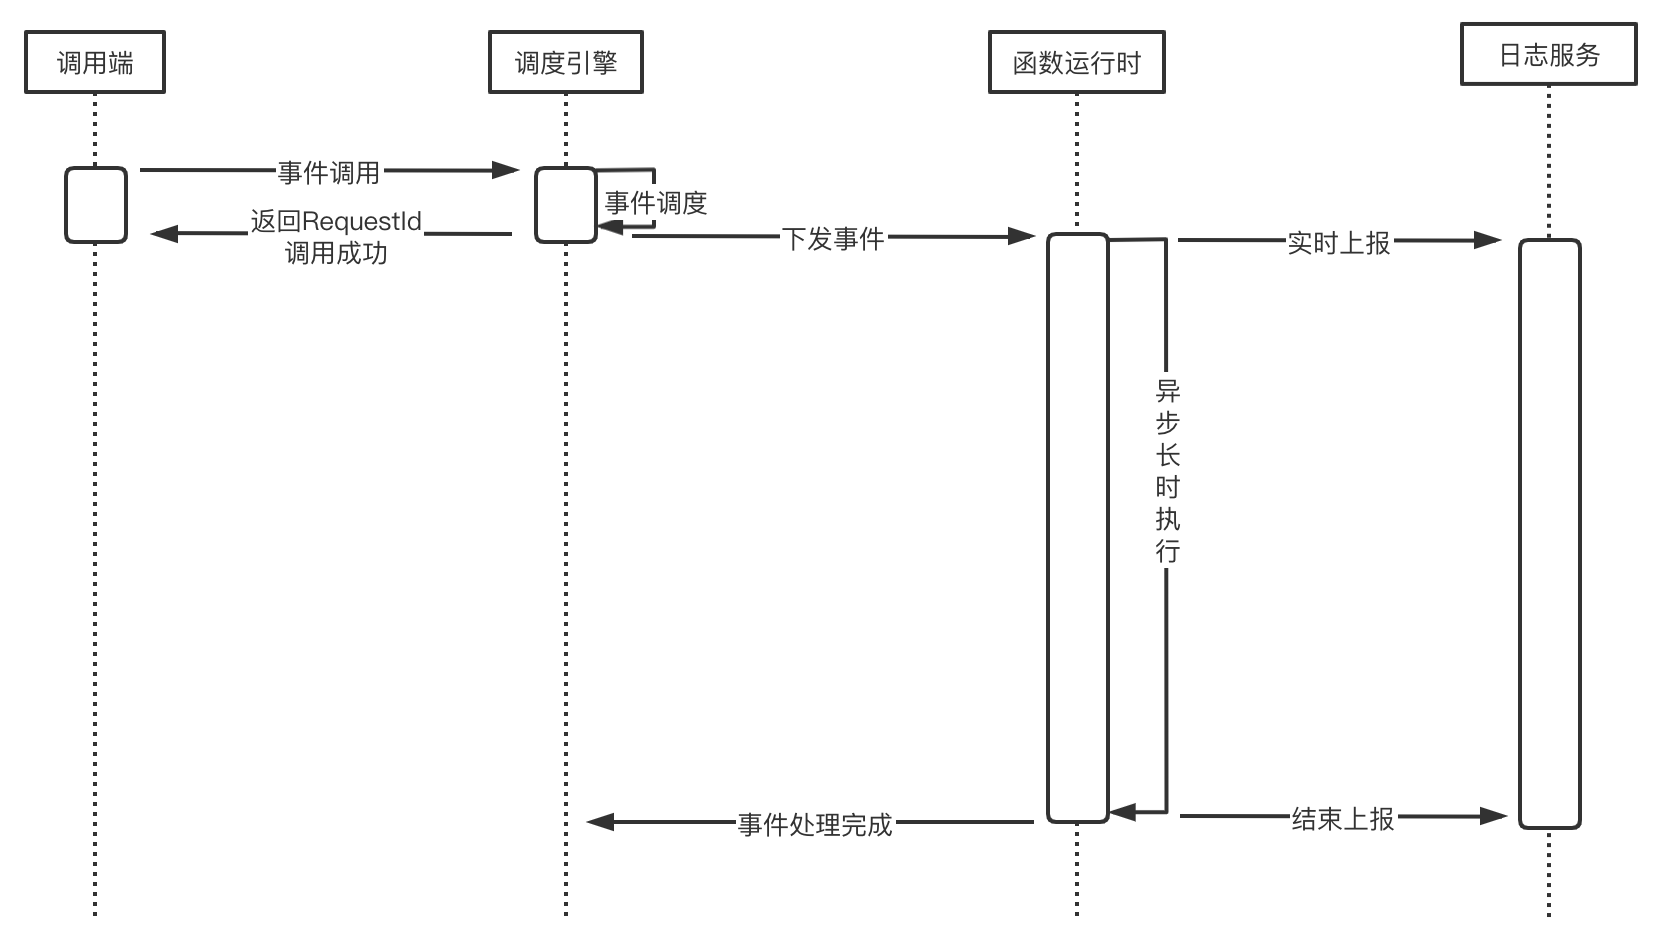 调用端
调度引擎
函数运行时
日志服务
事件调用
返回RequestId
调用成功
事件调度
下发事件
实时上报
异
步
长
时
执
行
事件处理完成
结束上报